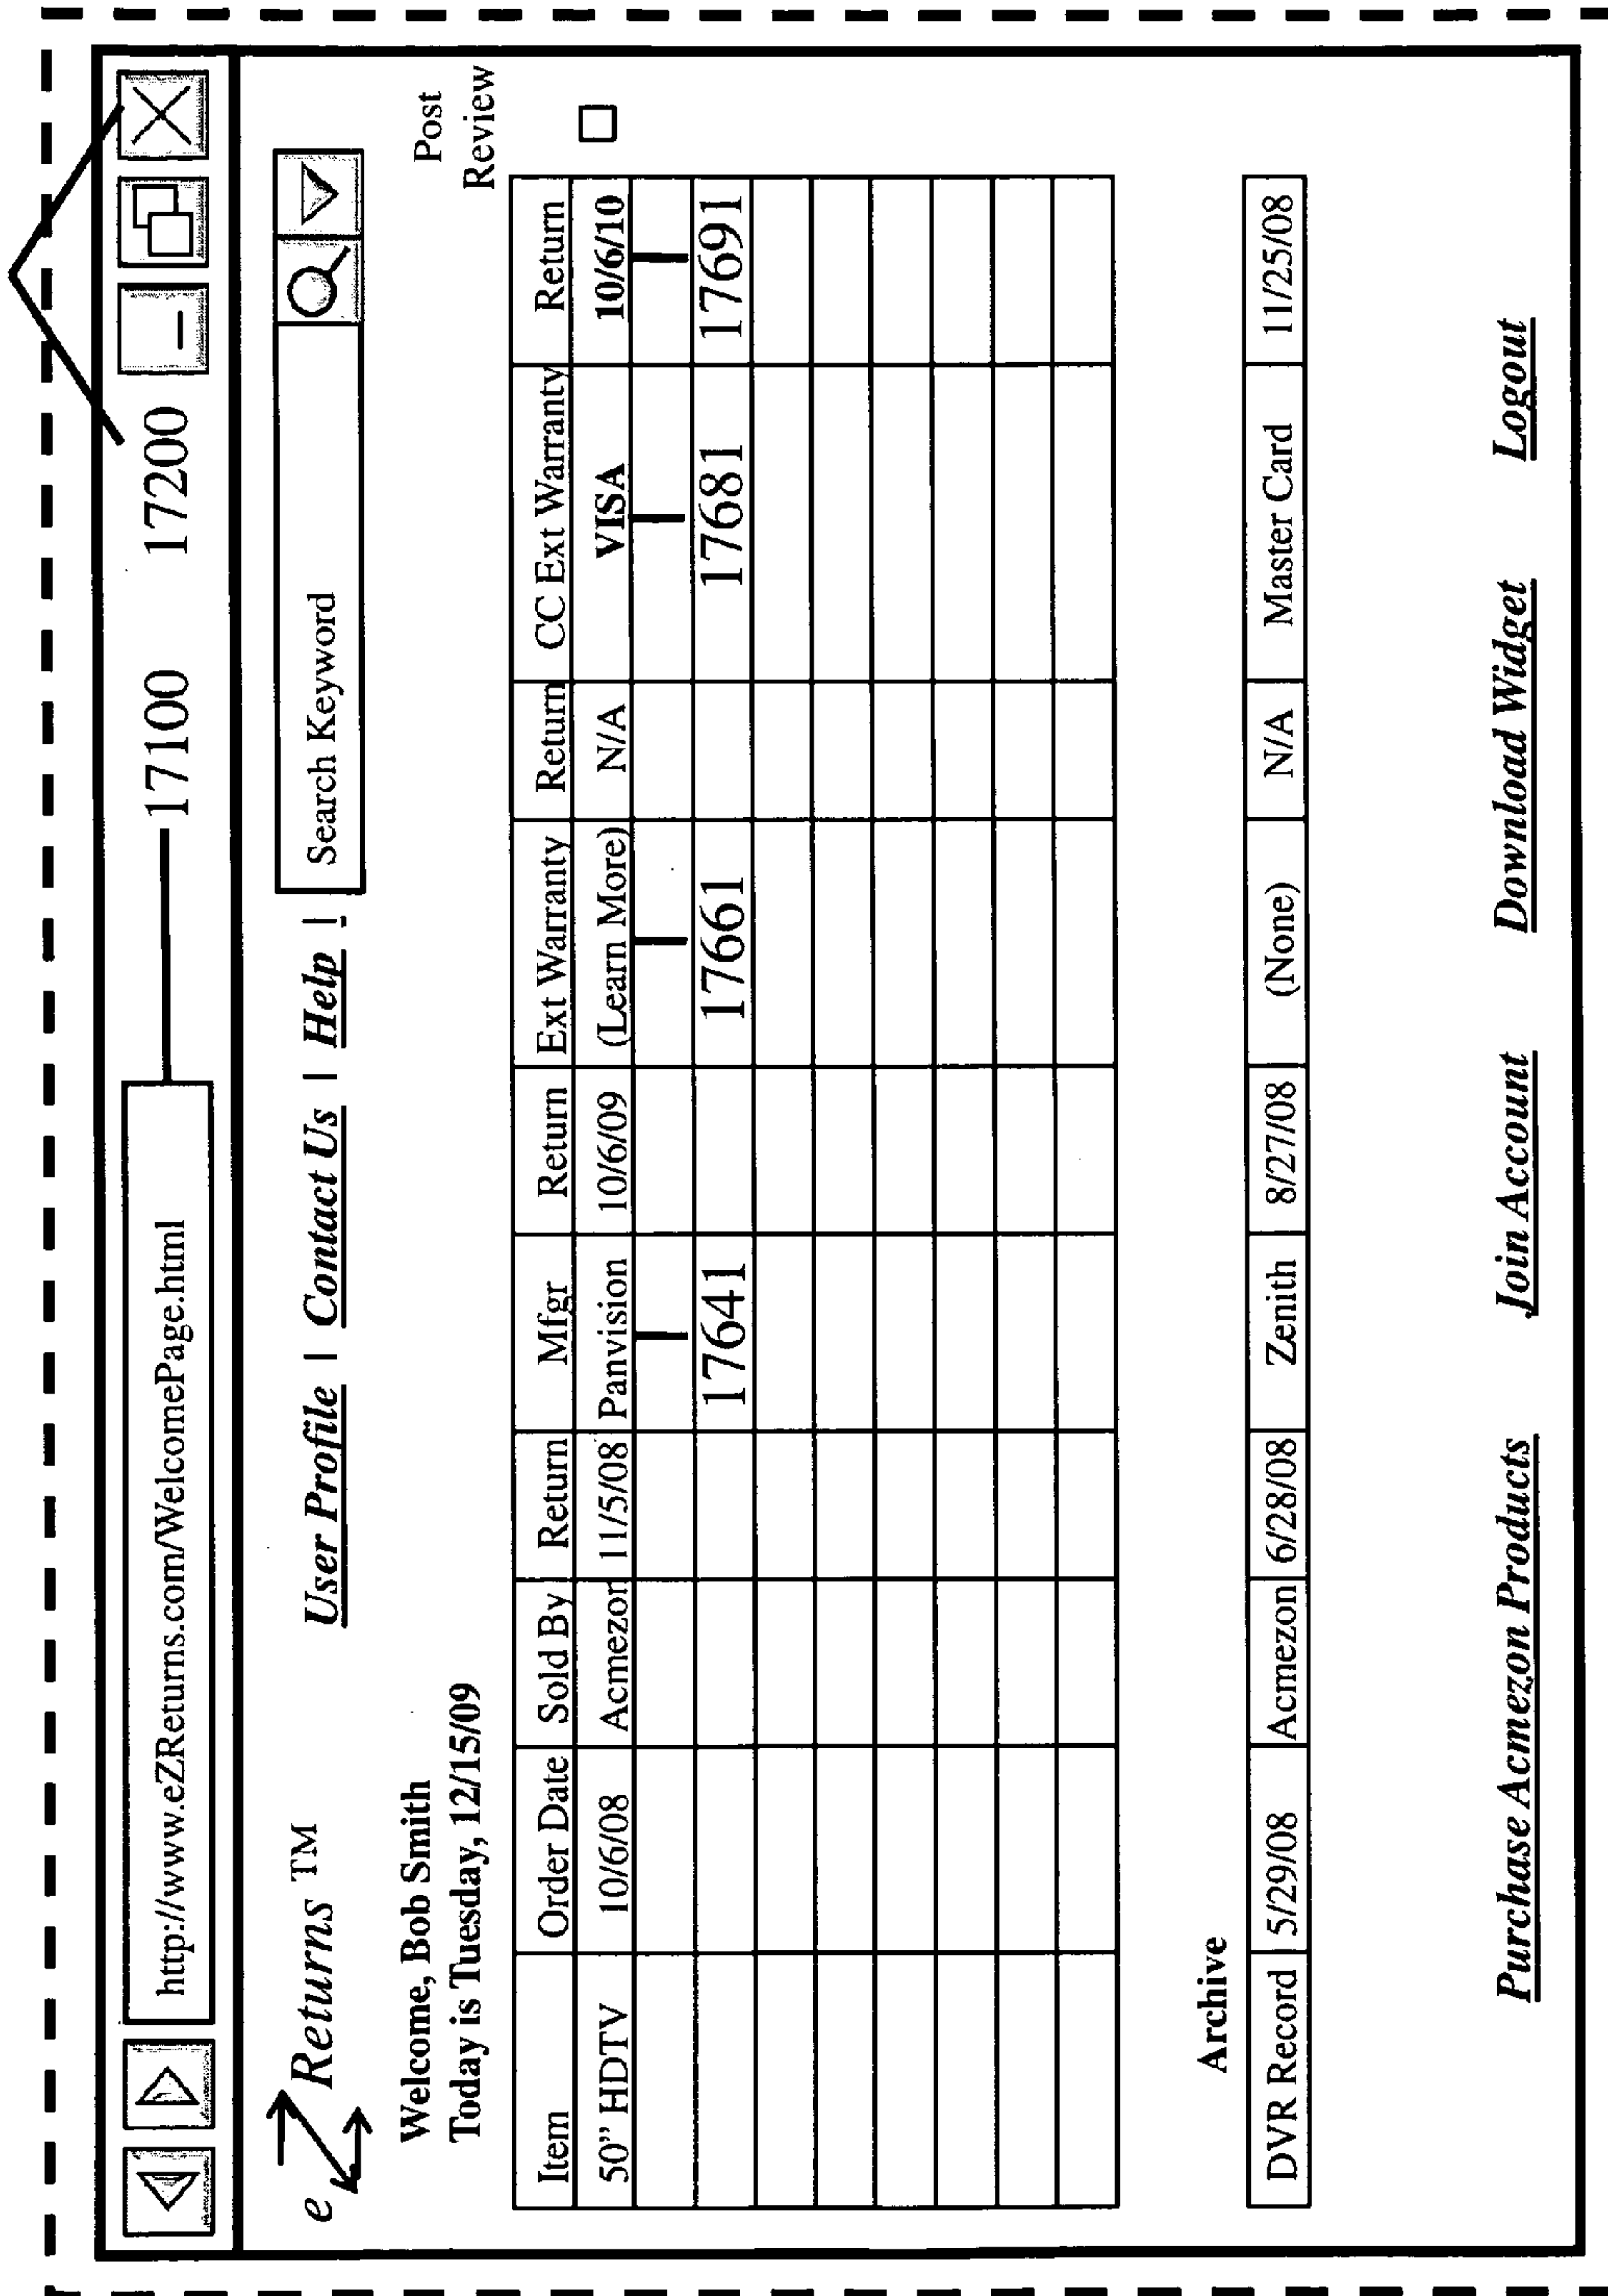 http://www.eZReturns.com/WelcomePage.html 17100 17200
eZ Returns TM User Profile | Contact Us | Help | Search Keyword
Welcome, Bob Smith
Today is Tuesday, 12/15/09
Post
Review
Item Order Date Sold By Return Mfgr Return Ext Warranty Return CC Ext Warranty Return
50” HDTV 10/6/08 Acmezon 11/5/08 Panvision 10/6/09 (Learn More) N/A VISA 10/6/10
17641 17661 17681 17691
Archive
DVR Record 5/29/08 Acmezon 6/28/08 Zenith 8/27/08 (None) N/A Master Card 11/25/08
Purchase Acmezon Products Join Account Download Widget Logout